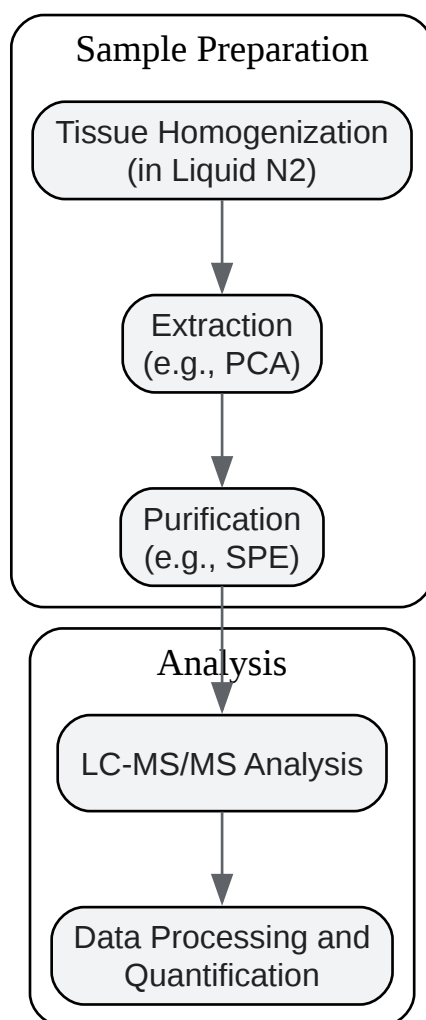 Sample Preparation
Tissue Homogenization
(in Liquid N2)
Extraction
(e.g., PCA)
Purification
(e.g., SPE)
Analysis
LC-MS/MS Analysis
Data Processing and
Quantification